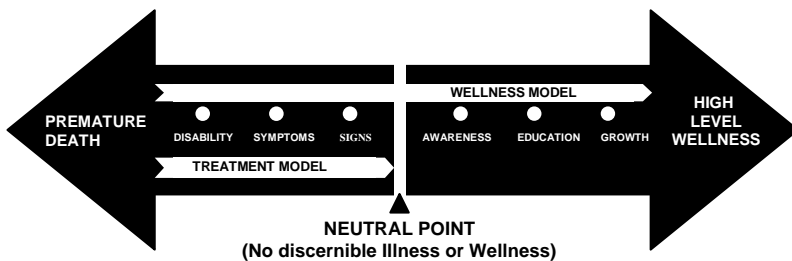 WELLNESS MODEL
PREMATURE
DEATH
HIGH
LEVEL
WELLNESS
DISABILITY SYMPTOMS SIGNS AWARENESS EDUCATION GROWTH
TREATMENT MODEL
NEUTRAL POINT
(No discernible Illness or Wellness)